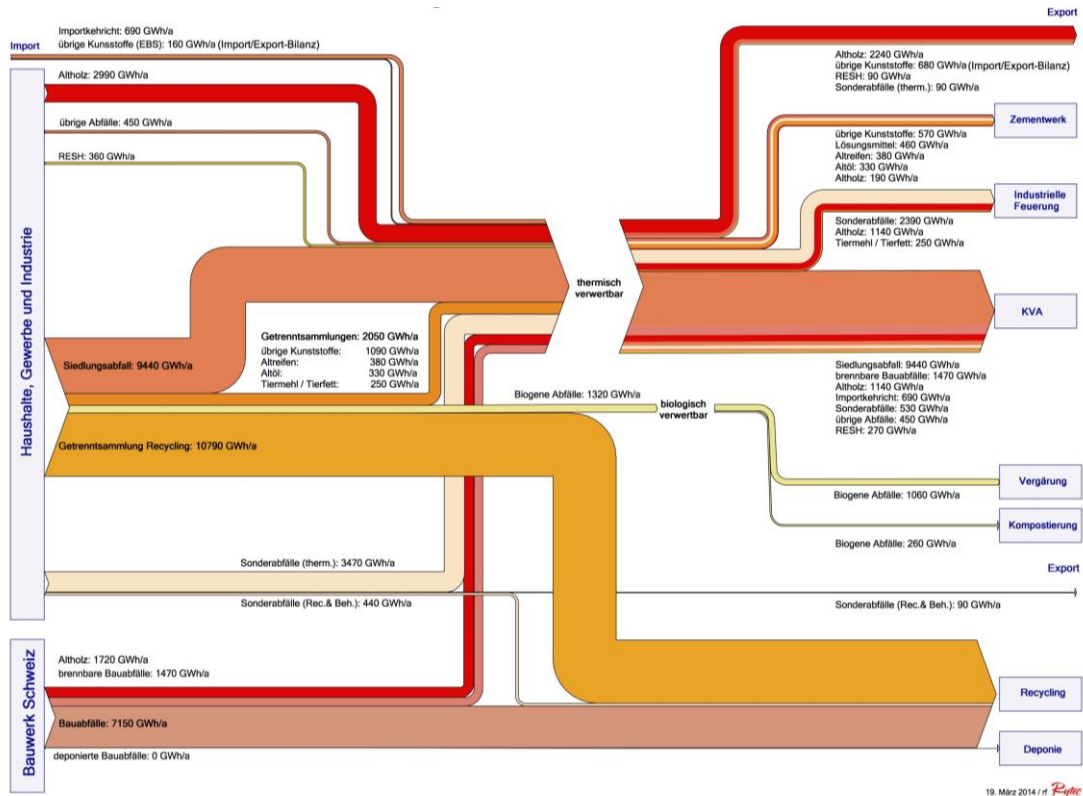 Import
Importkehricht: 690 GWh/a
übrige Kunsstoffe (EBS): 160 GWh/a (Import/Export-Bilanz)
Haushalte, Gewerbe und Industrie
Altholz: 2990 GWh/a
übrige Abfälle: 450 GWh/a
RESH: 360 GWh/a
Siedlungsabfall: 9440 GWh/a
Getrenntsammlungen: 2050 GWh/a
übrige Kunststoffe: 1090 GWh/a
Altreifen: 380 GWh/a
Altöl: 330 GWh/a
Tiermehl / Tierfett: 250 GWh/a
Getrenntsammlung Recycling: 10790 GWh/a
Sonderabfälle (therm.): 3470 GWh/a
Sonderabfälle (Rec.& Beh.): 440 GWh/a
Bauwerk Schweiz
Altholz: 1720 GWh/a
brennbare Bauabfälle: 1470 GWh/a
Bauabfälle: 7150 GWh/a
deponierte Bauabfälle: 0 GWh/a
thermisch
verwertbar
Biogene Abfälle: 1320 GWh/a
biologisch
verwertbar
Export
Altholz: 2240 GWh/a
übrige Kunststoffe: 680 GWh/a (Import/Export-Bilanz)
RESH: 90 GWh/a
Sonderabfälle (therm.): 90 GWh/a
Zementwerk
übrige Kunststoffe: 570 GWh/a
Lösungsmittel: 460 GWh/a
Altreifen: 380 GWh/a
Altöl: 330 GWh/a
Altholz: 190 GWh/a
Industrielle
Feuerung
Sonderabfälle: 2390 GWh/a
Altholz: 1140 GWh/a
Tiermehl / Tierfett: 250 GWh/a
KVA
Siedlungsabfall: 9440 GWh/a
brennbare Bauabfälle: 1470 GWh/a
Altholz: 1140 GWh/a
Importkehricht: 690 GWh/a
Sonderabfälle: 530 GWh/a
übrige Abfälle: 450 GWh/a
RESH: 270 GWh/a
Vergärung
Biogene Abfälle: 1060 GWh/a
Kompostierung
Biogene Abfälle: 260 GWh/a
Export
Sonderabfälle (Rec.& Beh.): 90 GWh/a
Recycling
Deponie
19. März 2014 / rf Rytec